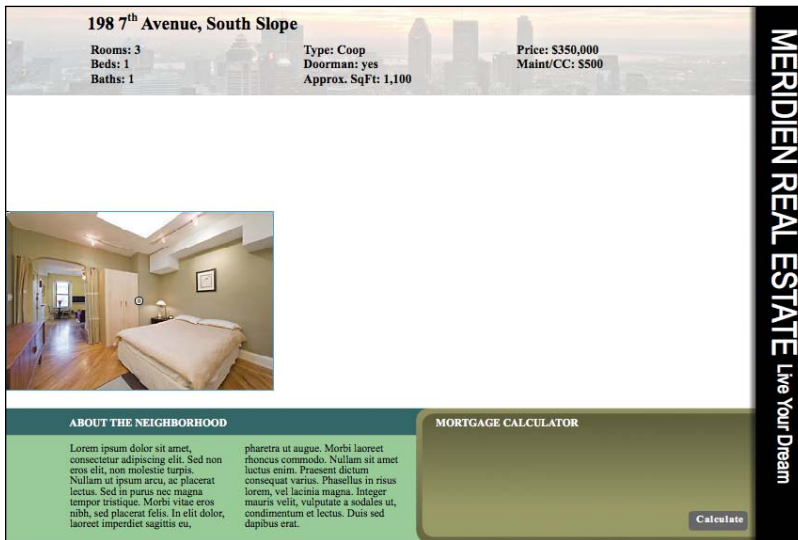 198 7th Avenue, South Slope
Rooms: 3
Beds: 1
Baths: 1
Type: Coop
Doorman: yes
Approx. SqFt: 1,100
Price: $350,000
Maint/CC: $500
MERIDIEN REAL ESTATE Live Your Dream
ABOUT THE NEIGHBORHOOD
Lorem ipsum dolor sit amet,
consectetur adipiscing elit. Sed non
eros elit, non molestie turpis.
Nullam ut ipsum arcu, ac placerat
lectus. Sed in purus nec magna
tempor tristique. Morbi vitae eros
nibh, sed placerat felis. In elit dolor,
laoreet imperdiet sagittis eu,
pharetra ut augue. Morbi laoreet
rhoncus commodo. Nullam sit amet
luctus enim. Praesent dictum
consequat varius. Phasellus in risus
lorem, vel lacinia magna. Integer
mauris velit, vulputate a sodales ut,
condimentum et lectus. Duis sed
dapibus erat.
MORTGAGE CALCULATOR
Calculate